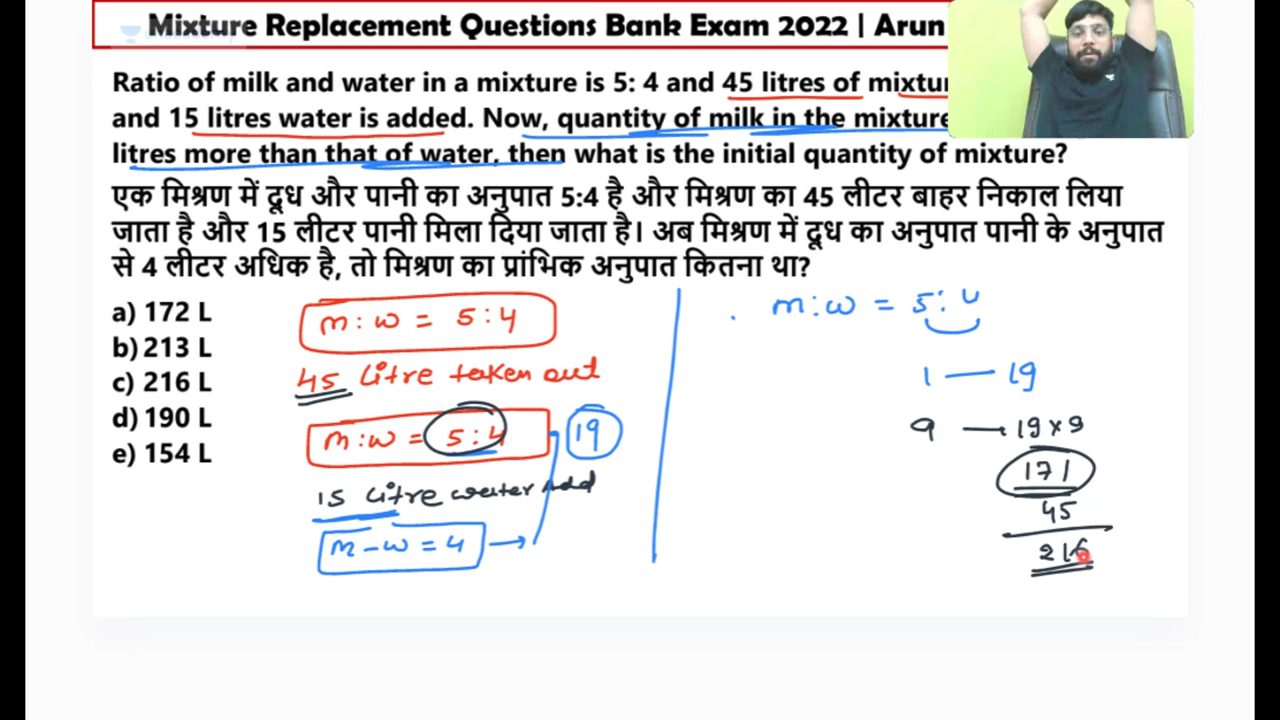 Mixture Replacement Questions Bank Exam 2022 | Arun
Ratio of milk and water in a mixture is 5: 4 and 45 litres of mixtu
and 15 litres water is added. Now, quantity of milk in the mixture
litres more than that of water, then what is the initial quantity of mixture?
एक मिश्रण में दूध और पानी का अनुपात 5:4 है और मिश्रण का 45 लीटर बाहर निकाल लिया
जाता है और 15 लीटर पानी मिला दिया जाता है। अब मिश्रण में दूध का अनुपात पानी के अनुपात
से 4 लीटर अधिक है, तो मिश्रण का प्रांभिक अनुपात कितना था?
a) 172 L
b) 213 L
c) 216 L
d) 190 L
e) 154 L
m:w = 5:4
45 litre taken out
m:w = 5:4
19
15 litre water Add
m-w = 4 →
m:w = 5:4
1 — 19
9 → 19×9
171
45
216